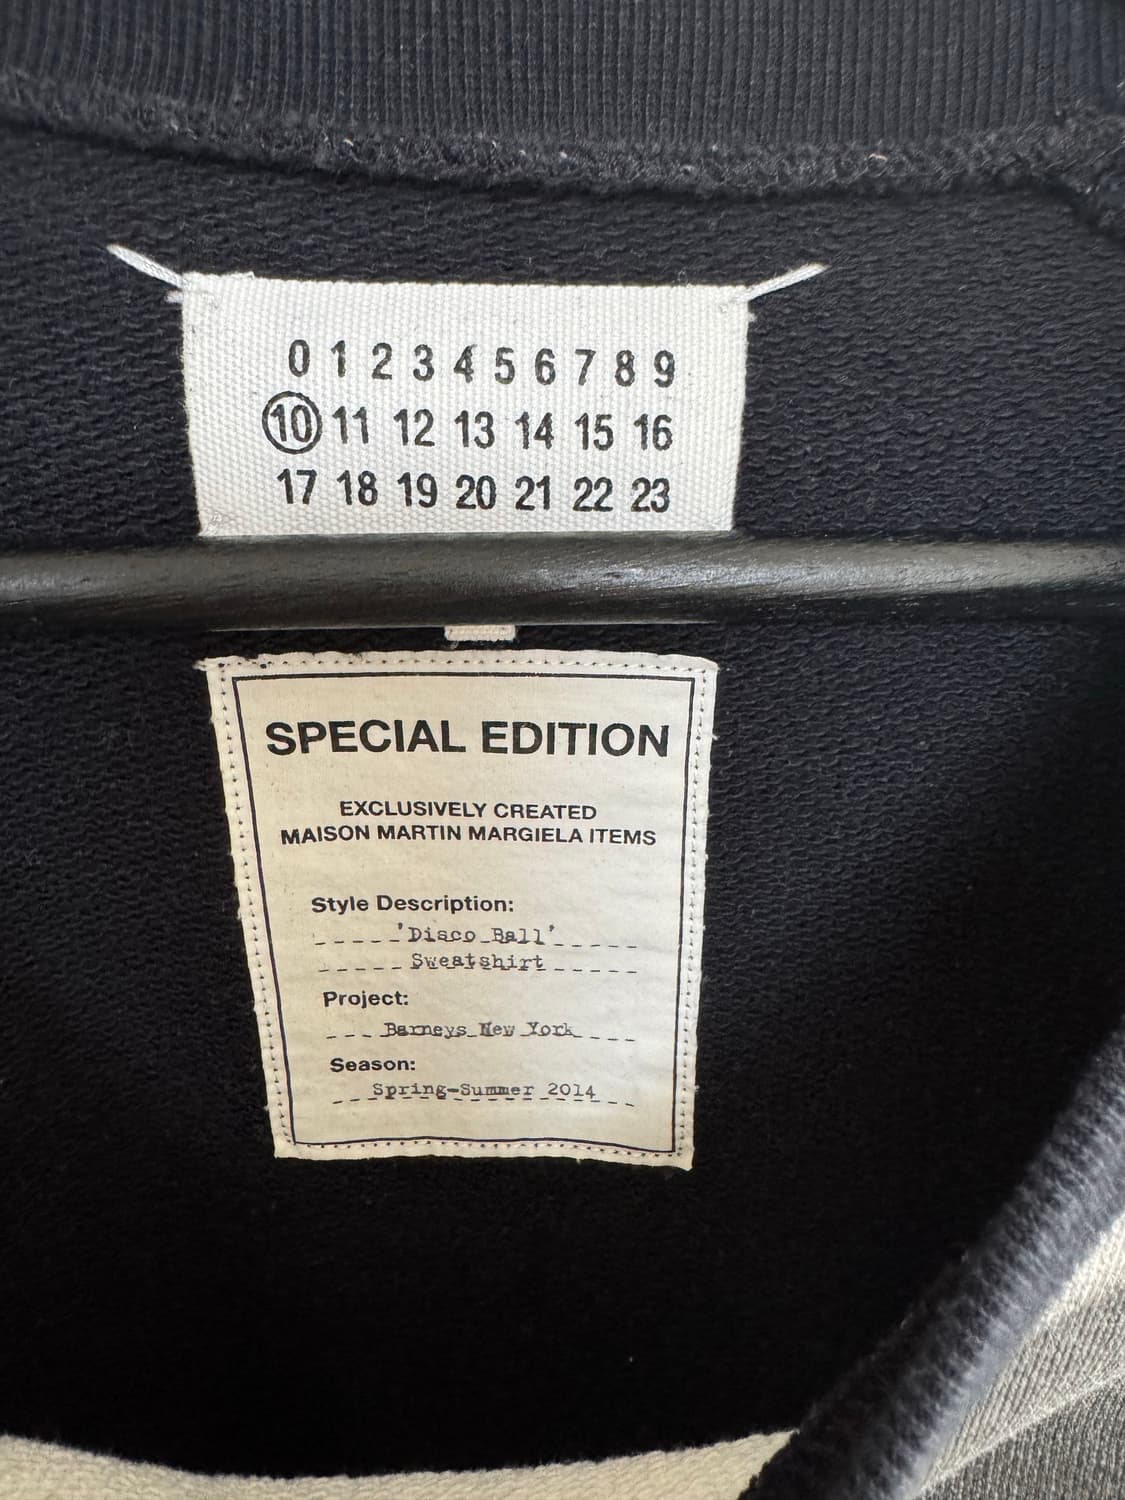 0 1 2 3 4 5 6 7 8 9
10 11 12 13 14 15 16
17 18 19 20 21 22 23
SPECIAL EDITION
EXCLUSIVELY CREATED
MAISON MARTIN MARGIELA ITEMS
Style Description:
'Disco Ball'
Sweatshirt
Project:
Barneys New York
Season:
Spring-Summer 2014